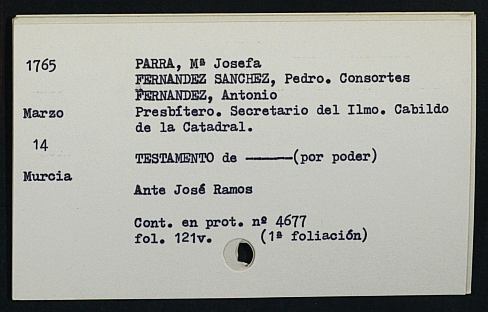 1765 PARRA, Mª Josefa
FERNANDEZ SANCHEZ, Pedro. Consortes
FERNANDEZ, Antonio
Marzo Presbítero. Secretario del Ilmo. Cabildo
de la Catadral.
14
TESTAMENTO de ———(por poder)
Murcia
Ante José Ramos
Cont. en prot. nº 4677
fol. 121v. (1ª foliación)